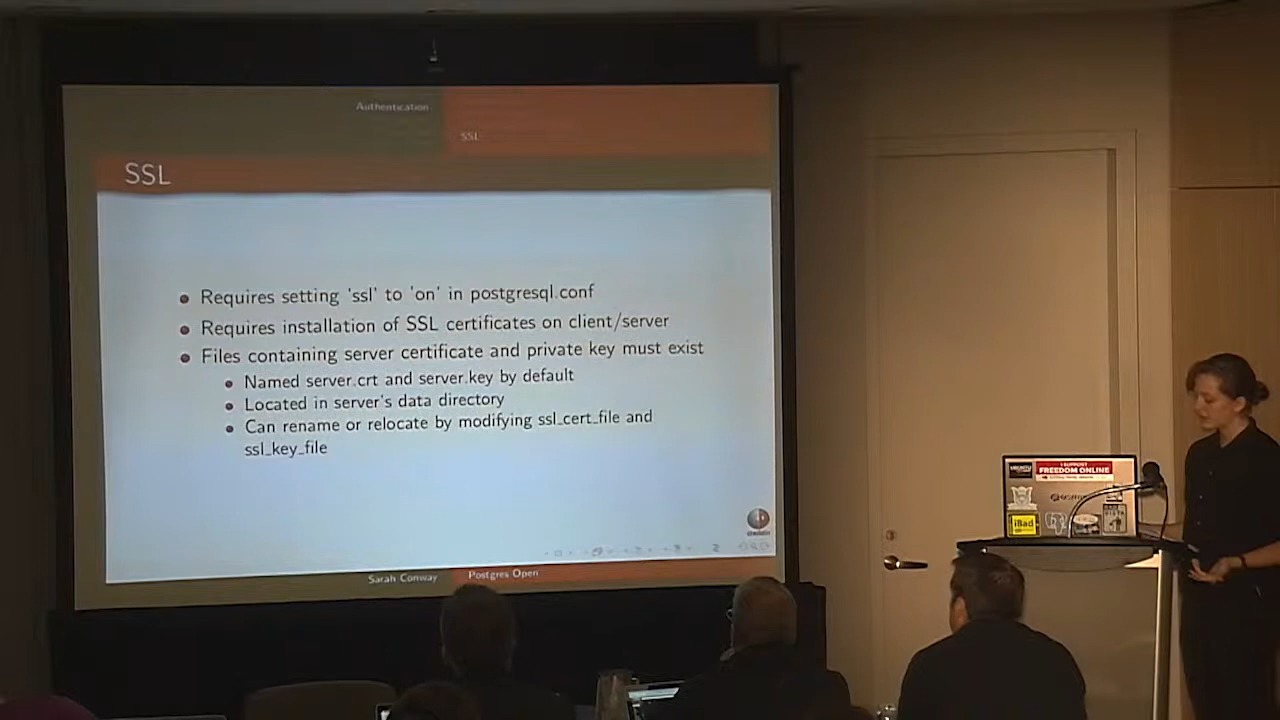 Authentication
SSL
SSL
Requires setting 'ssl' to 'on' in postgresql.conf
Requires installation of SSL certificates on client/server
Files containing server certificate and private key must exist
Named server.crt and server.key by default
Located in server's data directory
Can rename or relocate by modifying ssl_cert_file and
ssl_key_file
Sarah Conway
Postgres Open
I SUPPORT
FREEDOM ONLINE
iBad